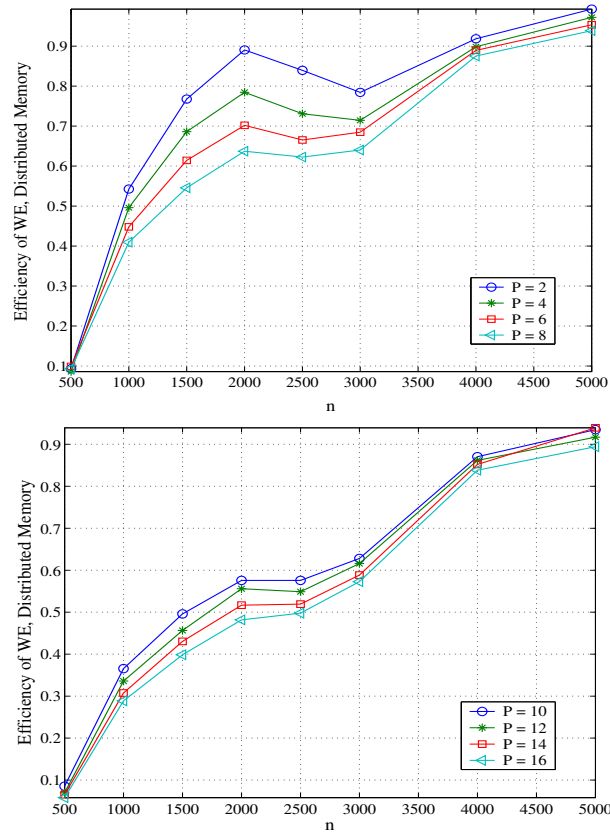 Efficiency of WE, Distributed Memory
0.9
0.8
0.7
0.6
0.5
0.4
0.3
0.2
0.1
500 1000 1500 2000 2500 3000 3500 4000 4500 5000
n
P = 2
P = 4
P = 6
P = 8
Efficiency of WE, Distributed Memory
0.9
0.8
0.7
0.6
0.5
0.4
0.3
0.2
0.1
500 1000 1500 2000 2500 3000 3500 4000 4500 5000
n
P = 10
P = 12
P = 14
P = 16